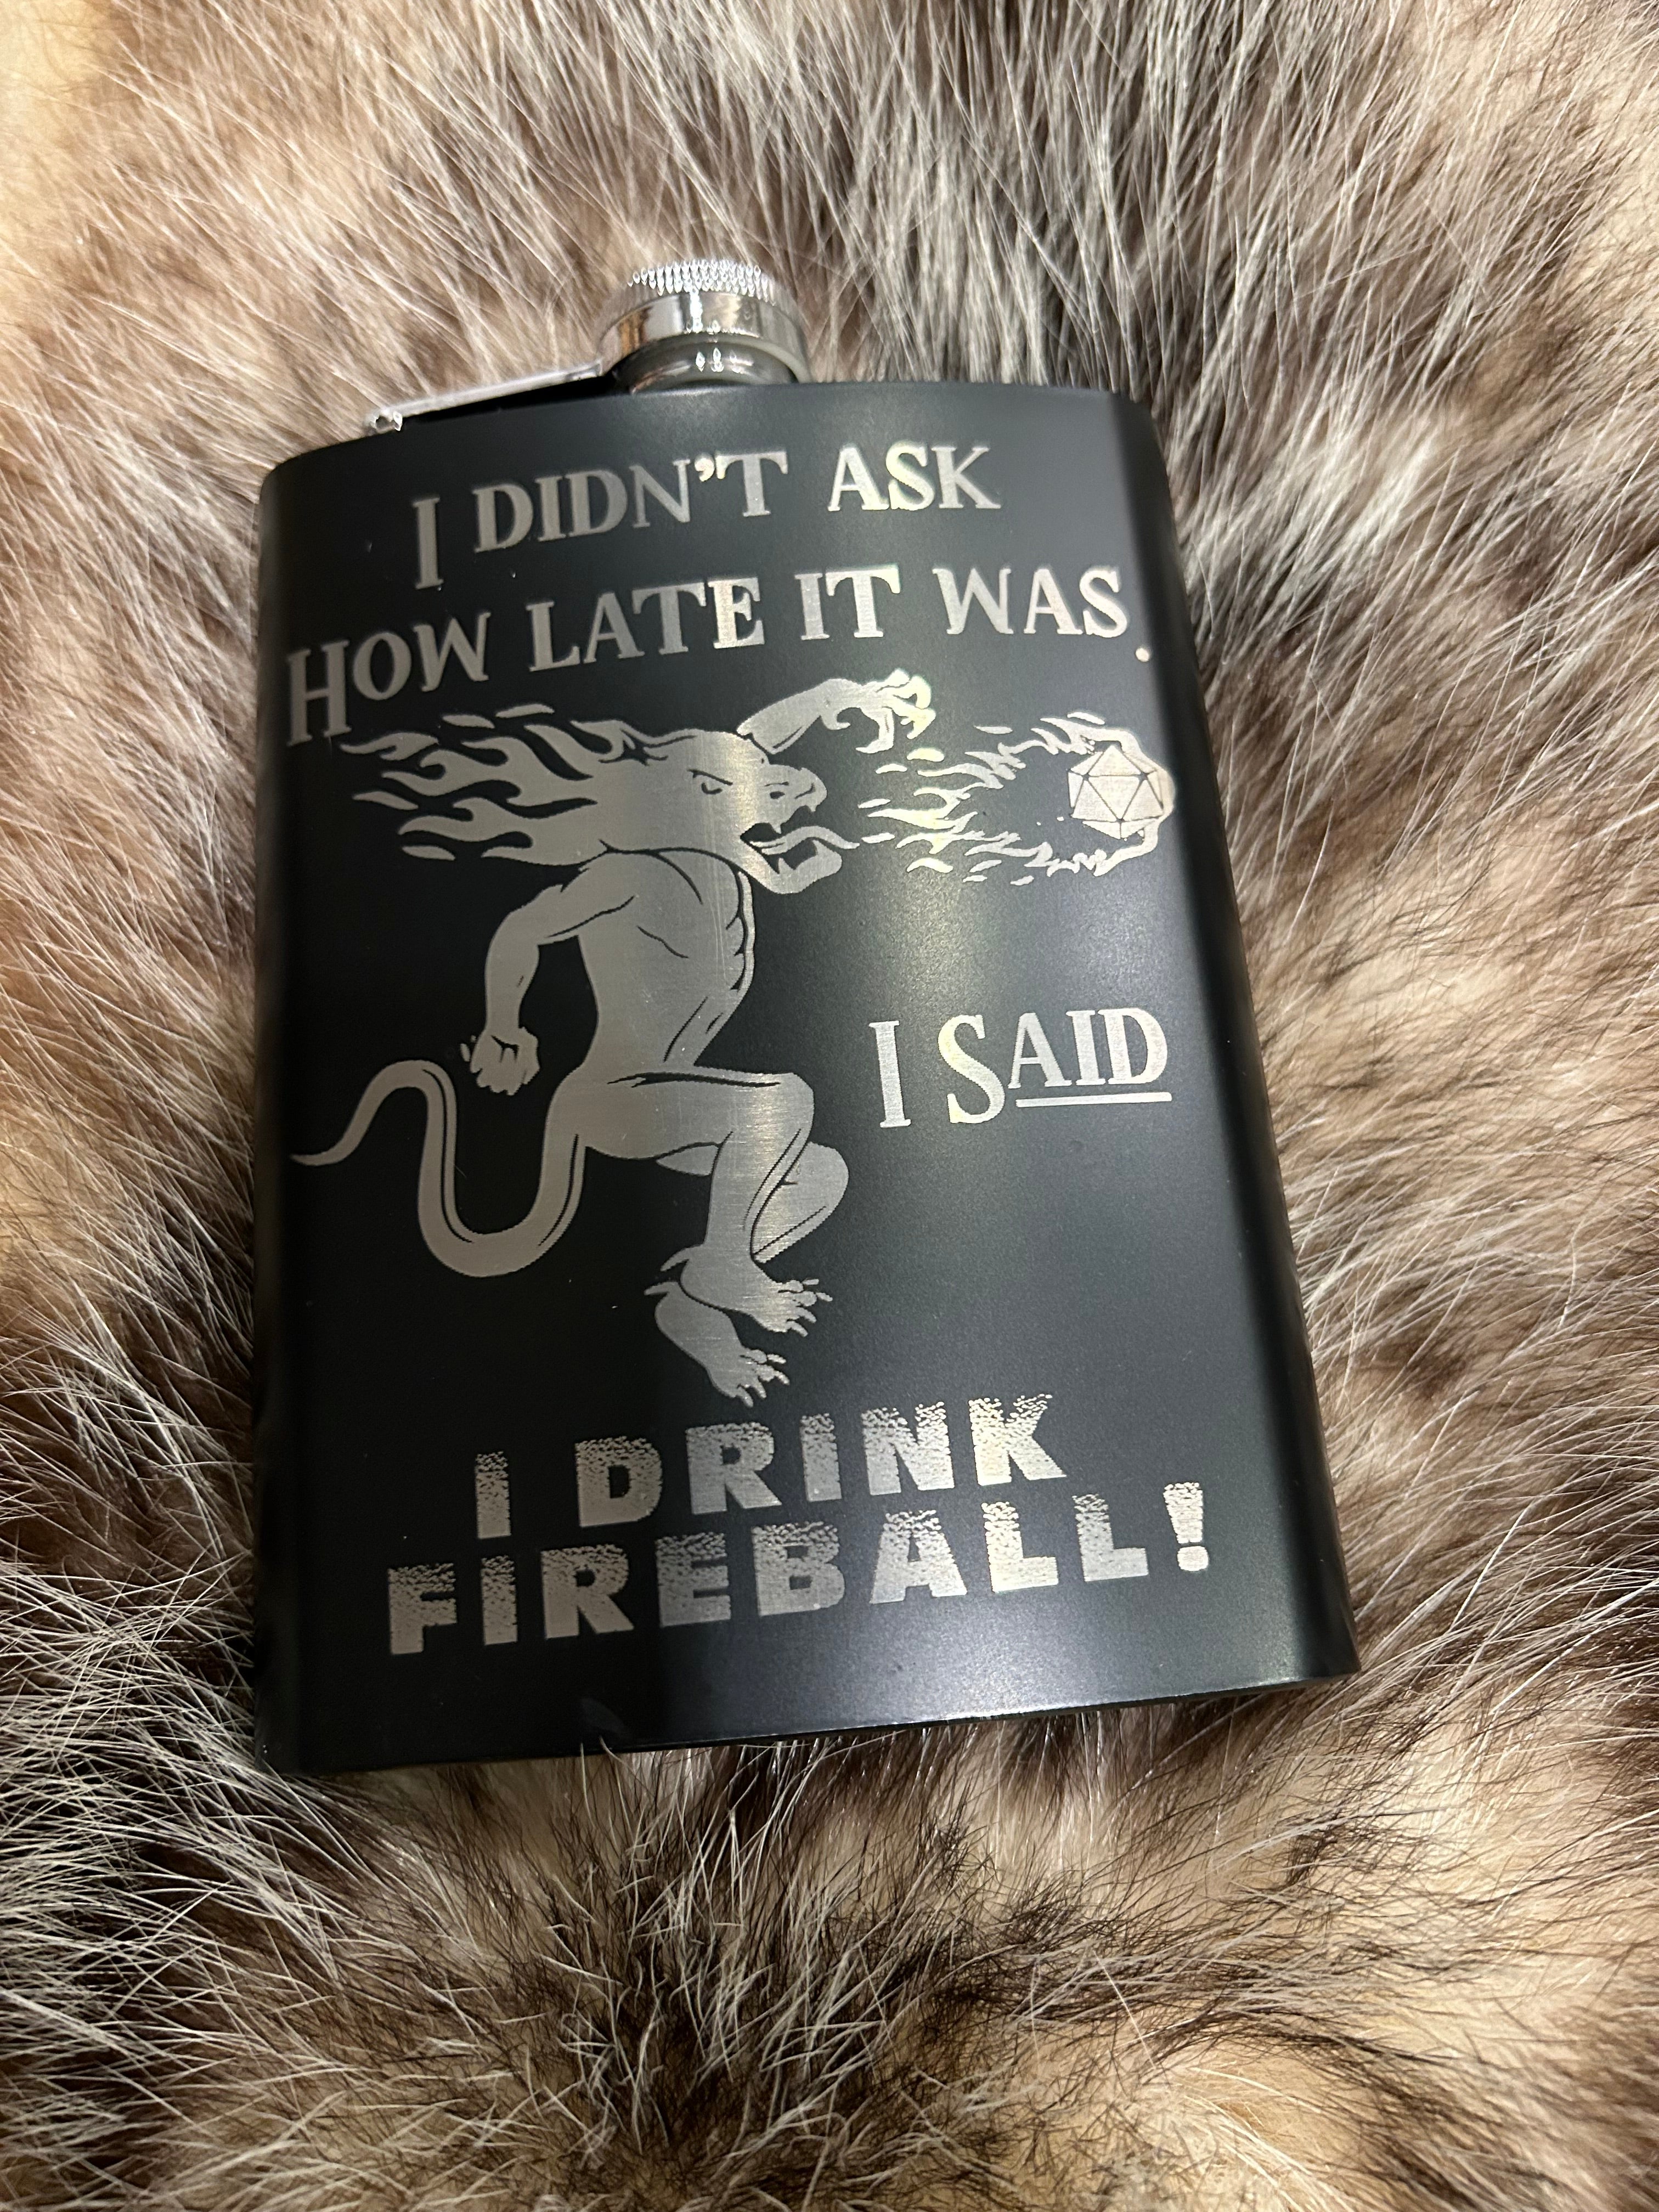 I DIDN'T ASK
HOW LATE IT WAS.
I SAID
I DRINK
FIREBALL!